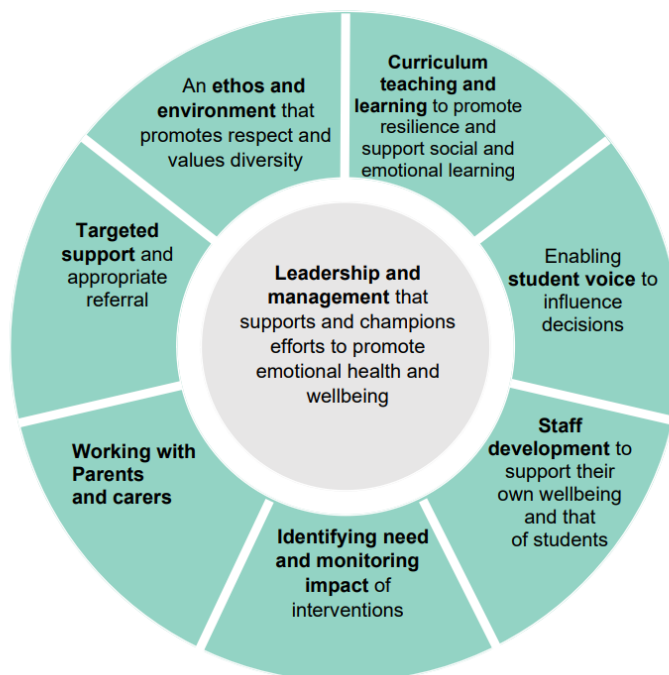 An ethos and
environment that
promotes respect and
values diversity
Curriculum
teaching and
learning to promote
resilience and
support social and
emotional learning
Enabling
student voice to
influence
decisions
Staff
development to
support their
own wellbeing
and that
of students
Identifying need
and monitoring
impact of
interventions
Working with
Parents
and carers
Targeted
support and
appropriate
referral
Leadership and
management that
supports and champions
efforts to promote
emotional health and
wellbeing